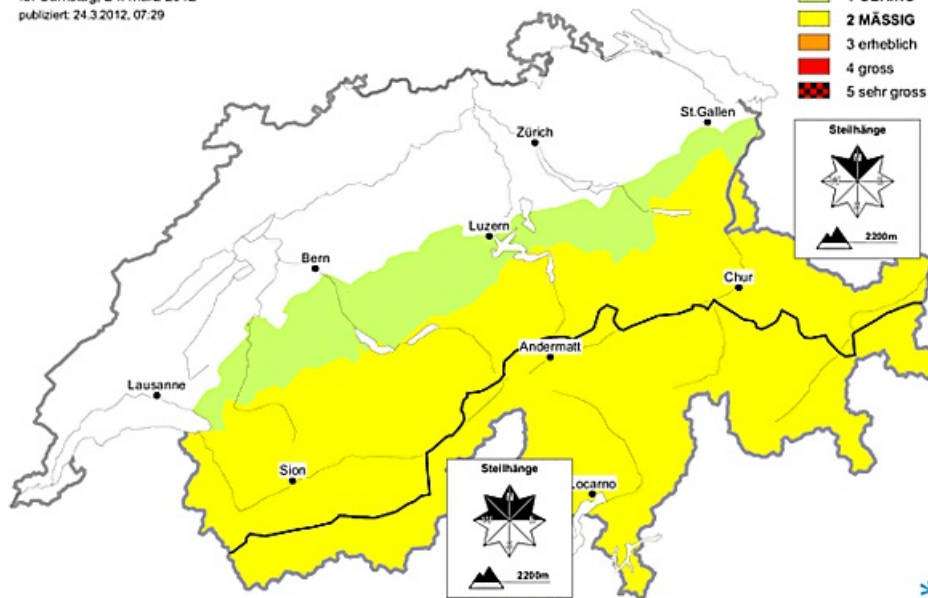 publiziert: 24.3.2012, 07:29
2 MÄSSIG
3 erheblich
4 gross
5 sehr gross
St.Gallen
Zürich
Steilhänge
N
2200m
Luzern
Bern
Chur
Andermatt
Lausanne
Sion
Steilhänge
N
2200m
Locarno